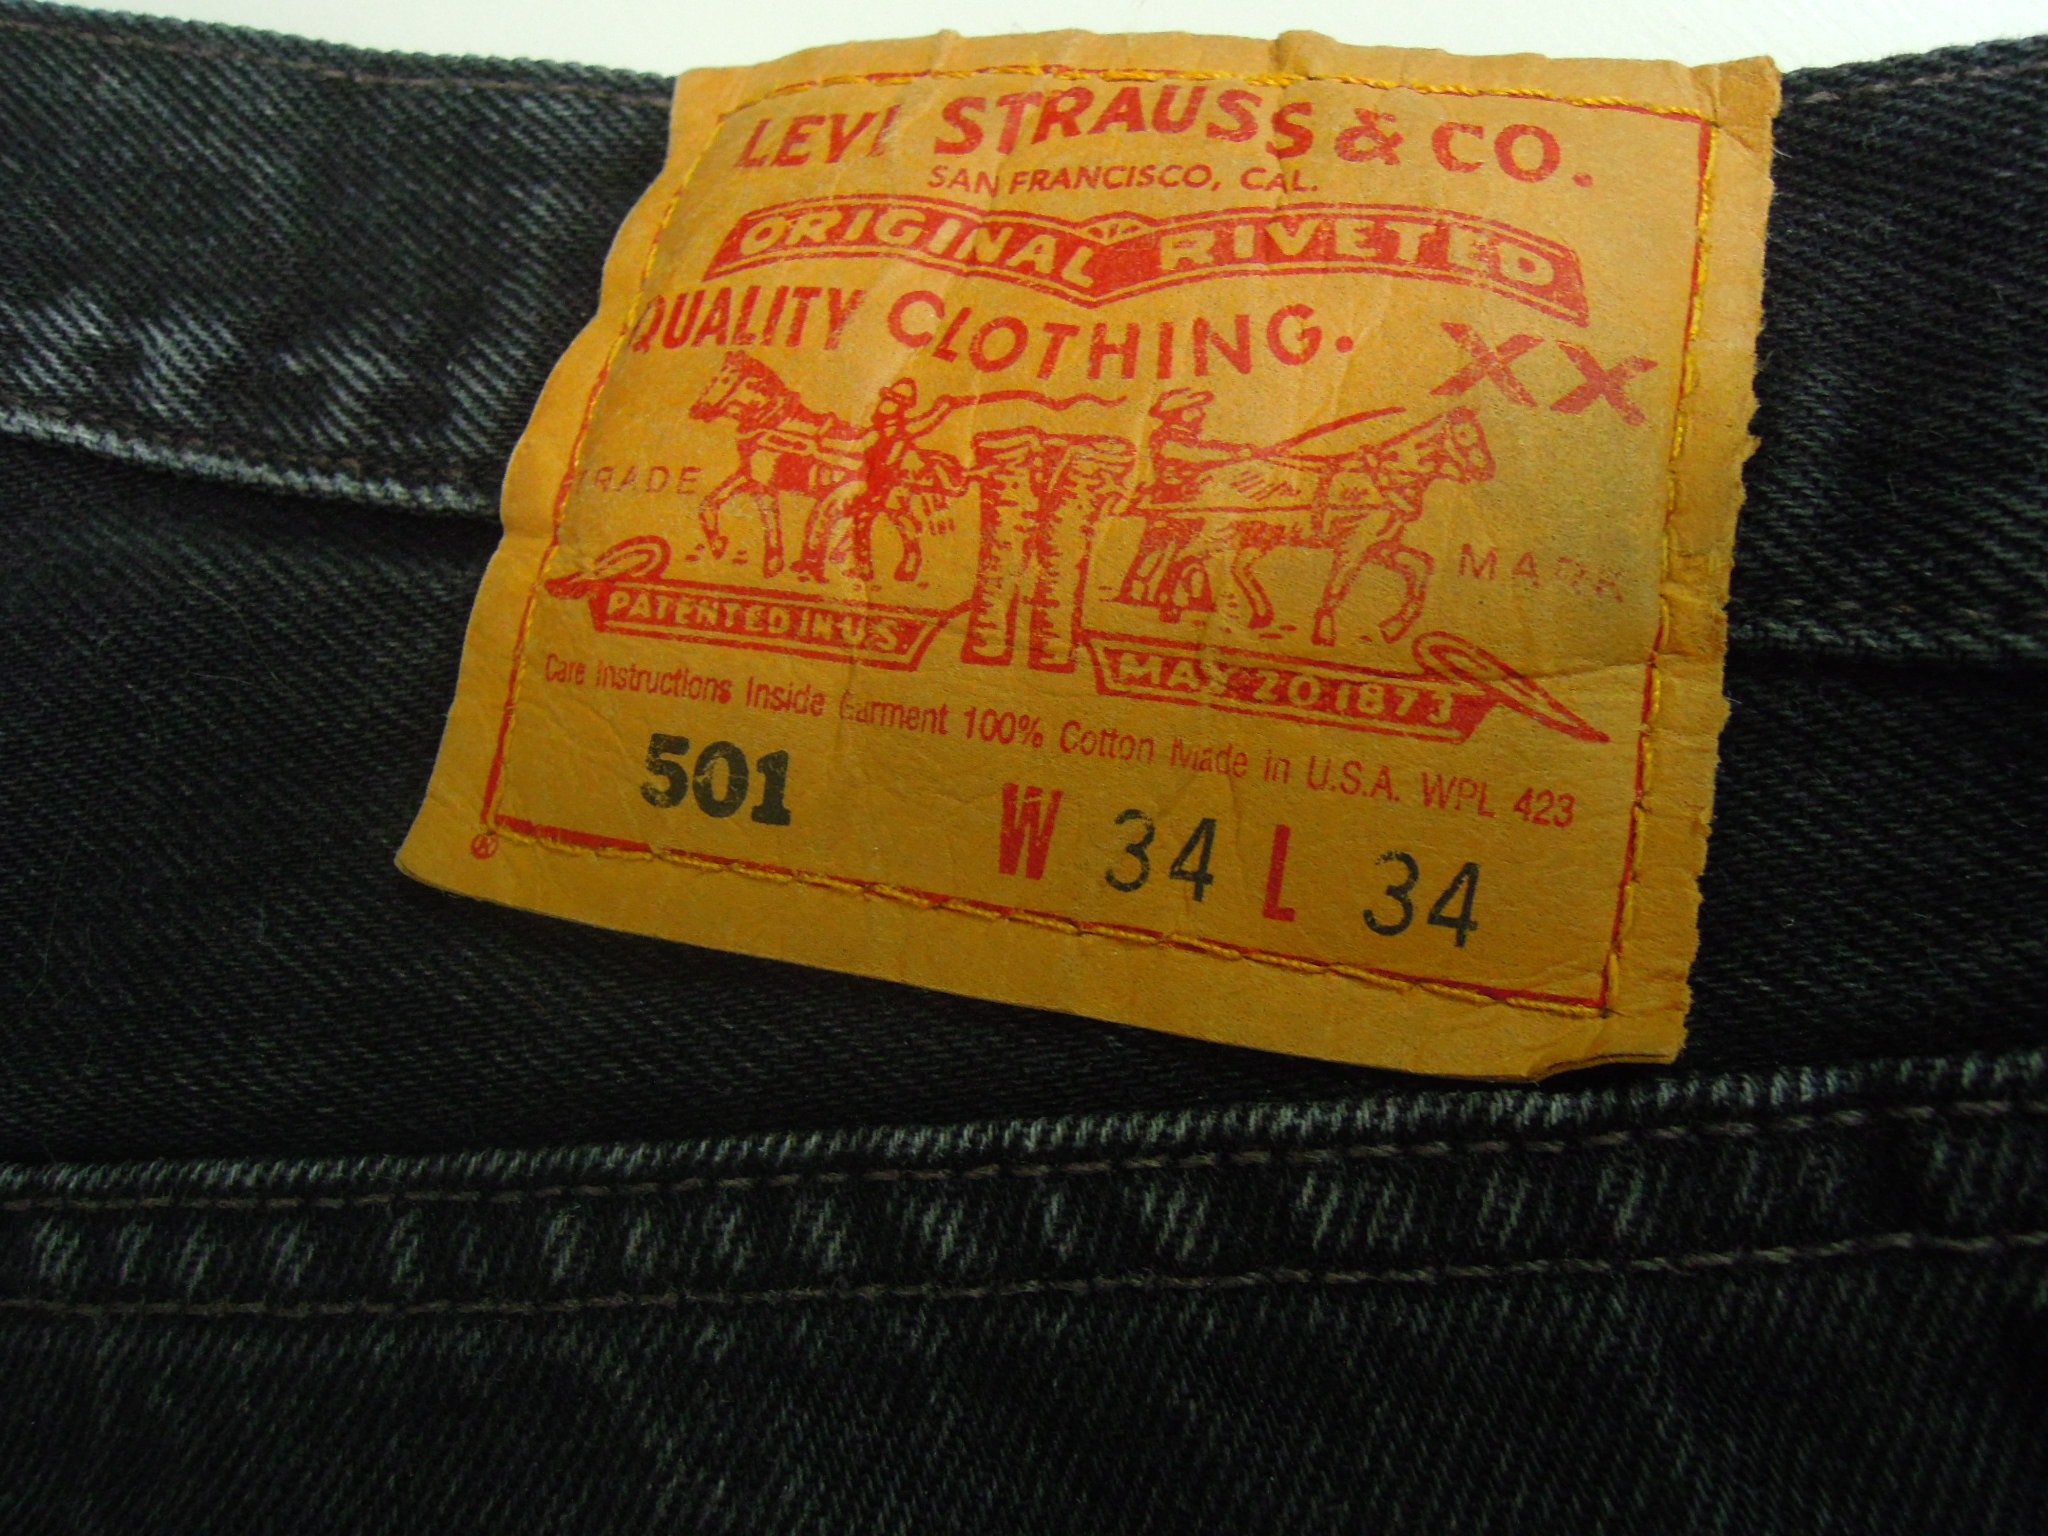 LEVI STRAUSS & CO.
SAN FRANCISCO, CAL.
ORIGINAL RIVETED
QUALITY CLOTHING.
XX
TRADE MARK
PATENTED IN U.S. MAY 20 1873
Care Instructions Inside Garment 100% Cotton Made in U.S.A. WPL 423
501 W 34 L 34
®